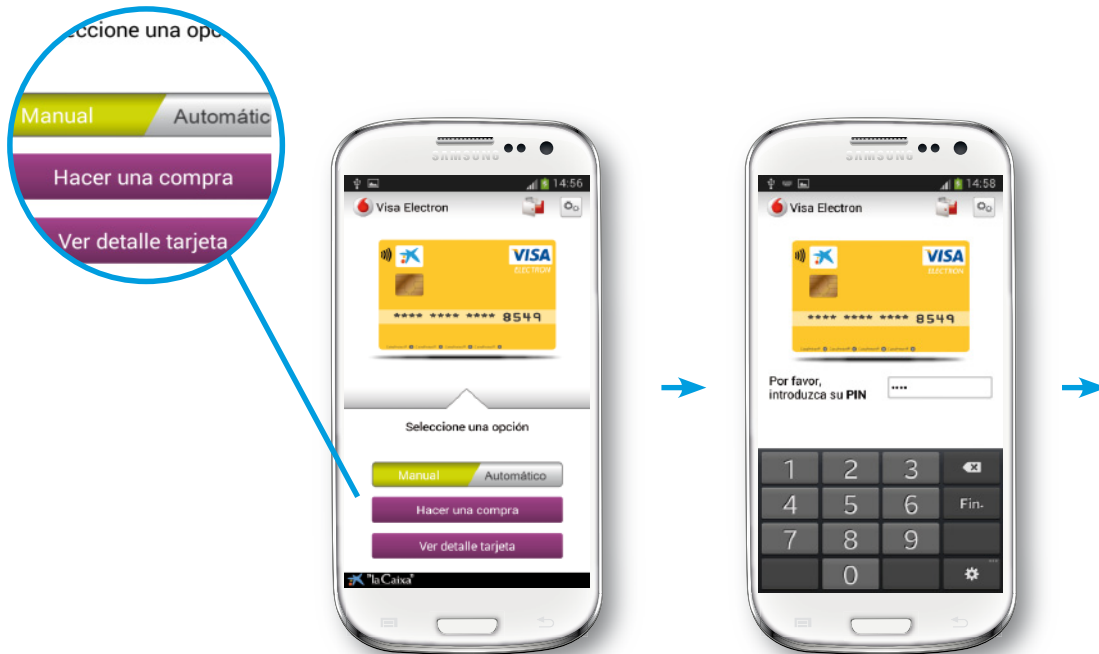 eccione una opc
Manual Automátic
Hacer una compra
Ver detalle tarjeta
SAMSUNG
14:56
Visa Electron
VISA
ELECTRON
**** **** **** 8549
Seleccione una opción
Manual Automático
Hacer una compra
Ver detalle tarjeta
"la Caixa"
SAMSUNG
14:58
Visa Electron
VISA
ELECTRON
**** **** **** 8549
Por favor,
introduzca su PIN ····
1 2 3
4 5 6 Fin.
7 8 9
0